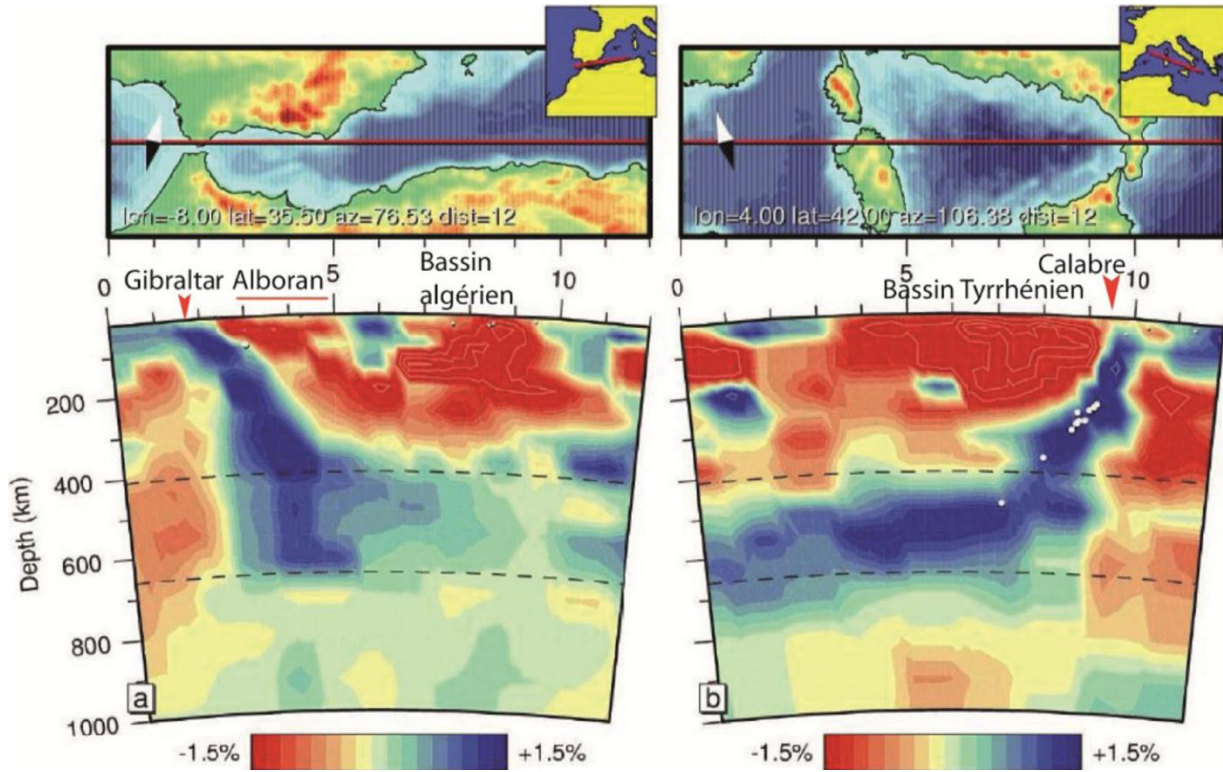 lon=-8.00 lat=35.50 az=76.53 dist=12
lon=4.00 lat=42.00 az=106.38 dist=12
0 5 10
Gibraltar Alboran
Bassin
algérien
0 5 10
Calabre
Bassin Tyrrhénien
Depth (km)
200
400
600
800
1000
a
b
-1.5% +1.5%
-1.5% +1.5%